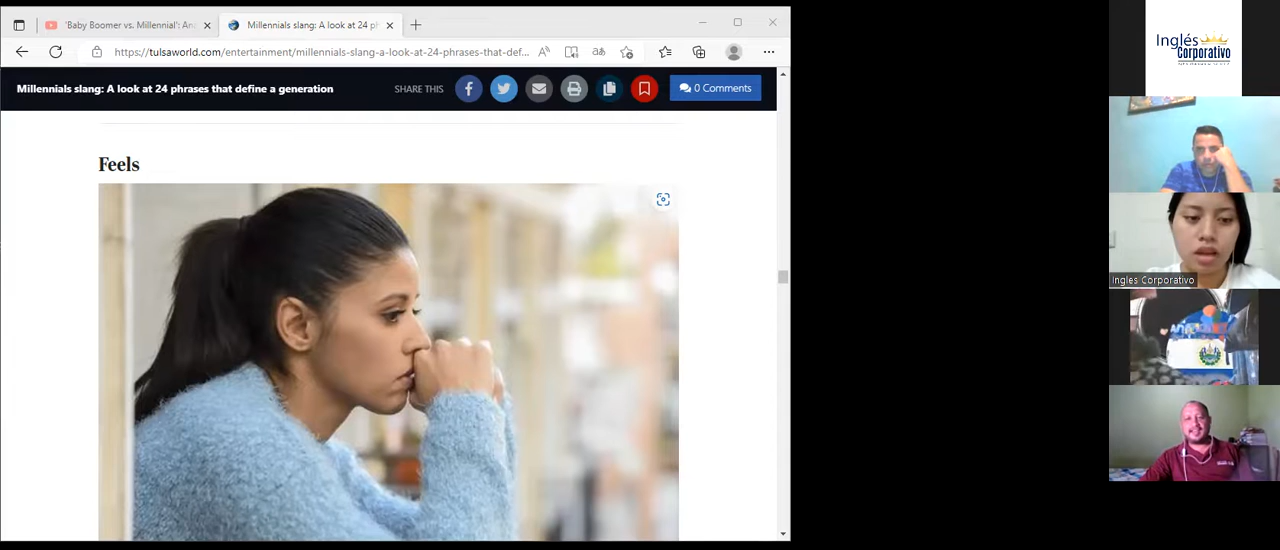 'Baby Boomer vs. Millennial': An
Millennials slang: A look at 24 ph
https://tulsaworld.com/entertainment/millennials-slang-a-look-at-24-phrases-that-def...
Millennials slang: A look at 24 phrases that define a generation
SHARE THIS
0 Comments
Feels
Inglés
Corporativo
Ingles Corporativo